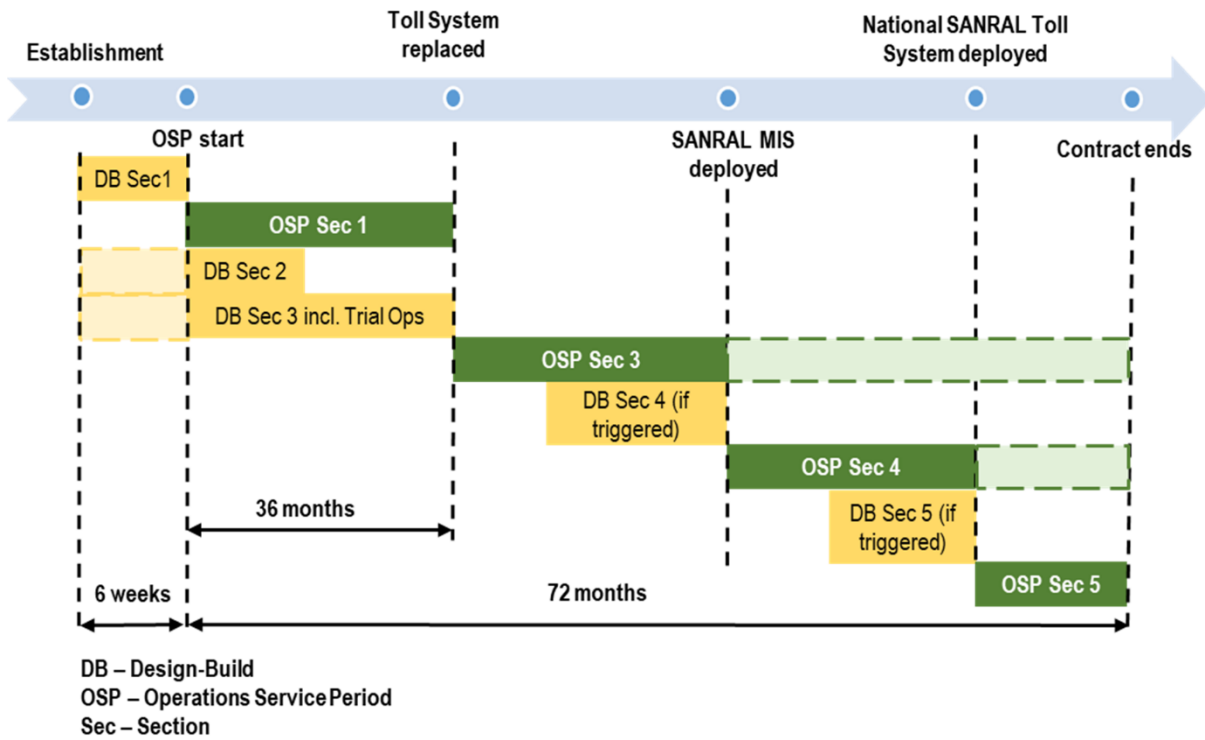 Establishment
Toll System
replaced
National SANRAL Toll
System deployed
OSP start
SANRAL MIS
deployed
Contract ends
DB Sec1
OSP Sec 1
DB Sec 2
DB Sec 3 incl. Trial Ops
OSP Sec 3
DB Sec 4 (if
triggered)
OSP Sec 4
36 months
DB Sec 5 (if
triggered)
OSP Sec 5
6 weeks
72 months
DB – Design-Build
OSP – Operations Service Period
Sec – Section